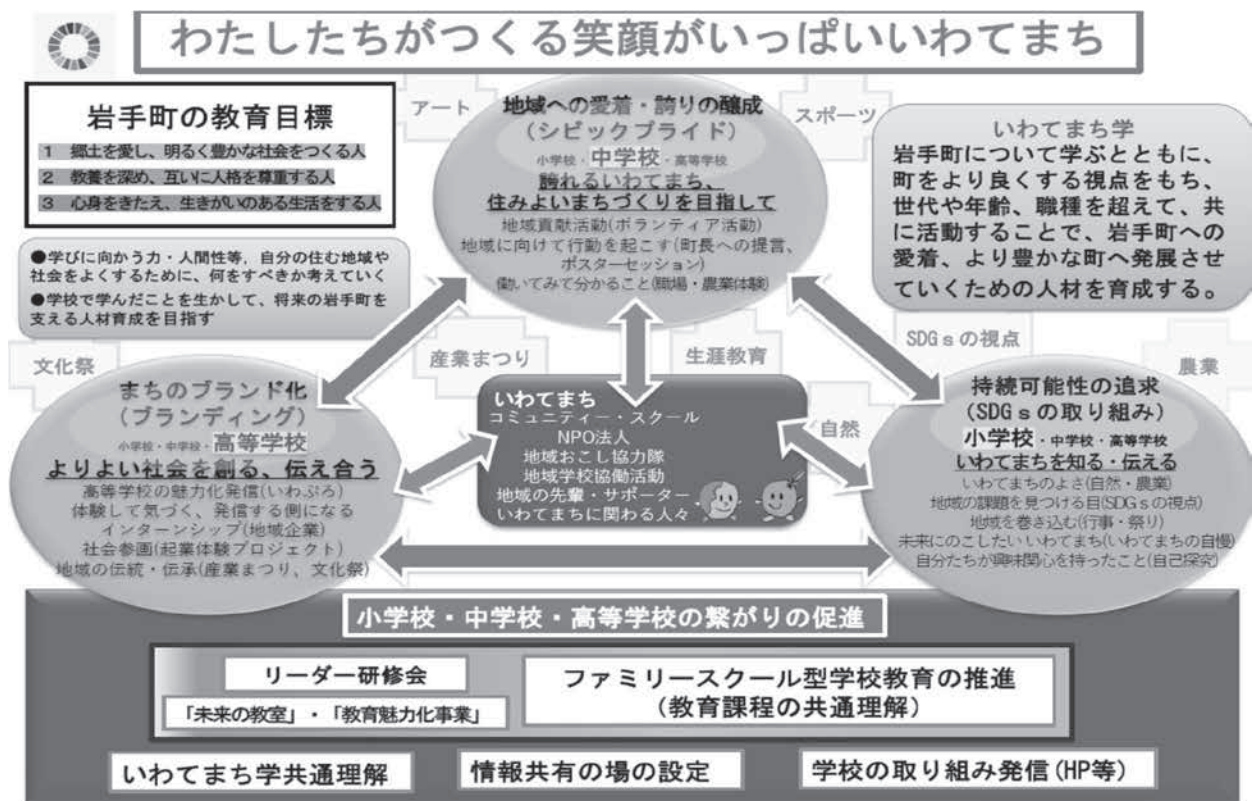 わたしたちがつくる笑顔がいっぱいいわてまち
岩手町の教育目標
1 郷土を愛し、明るく豊かな社会をつくる人
2 教養を深め、互いに人格を尊重する人
3 心身をきたえ、生きがいのある生活をする人
●学びに向かう力・人間性等，自分の住む地域や
社会をよくするために、何をすべきか考えていく
●学校で学んだことを生かして、将来の岩手町を
支える人材育成を目指す
アート
地域への愛着・誇りの醸成
(シビックプライド)
小学校・中学校・高等学校
誇れるいわてまち、
住みよいまちづくりを目指して
地域貢献活動(ボランティア活動)
地域に向けて行動を起こす(町長への提言、
ポスターセッション)
働いてみて分かること(職場・農業体験)
スポーツ
いわてまち学
岩手町について学ぶとともに、
町をより良くする視点をもち、
世代や年齢、職種を超えて、共
に活動することで、岩手町への
愛着、より豊かな町へ発展させ
ていくための人材を育成する。
文化祭
産業まつり
生涯教育
SDGｓの視点
農業
自然
まちのブランド化
(ブランディング)
小学校・中学校・高等学校
よりよい社会を創る、伝え合う
高等学校の魅力化発信(いわぷろ)
体験して気づく、発信する側になる
インターンシップ(地域企業)
社会参画(起業体験プロジェクト)
地域の伝統・伝承(産業まつり、文化祭)
いわてまち
コミュニティー・スクール
NPO法人
地域おこし協力隊
地域学校協働活動
地域の先輩・サポーター
いわてまちに関わる人々
持続可能性の追求
(SDGｓの取り組み)
小学校・中学校・高等学校
いわてまちを知る・伝える
いわてまちのよさ(自然・農業)
地域の課題を見つける目(SDGｓの視点)
地域を巻き込む(行事・祭り)
未来にのこしたいいわてまち(いわてまちの自慢)
自分たちが興味関心を持ったこと(自己探究)
小学校・中学校・高等学校の繋がりの促進
リーダー研修会
「未来の教室」・「教育魅力化事業」
ファミリースクール型学校教育の推進
(教育課程の共通理解)
いわてまち学共通理解
情報共有の場の設定
学校の取り組み発信(HP等)